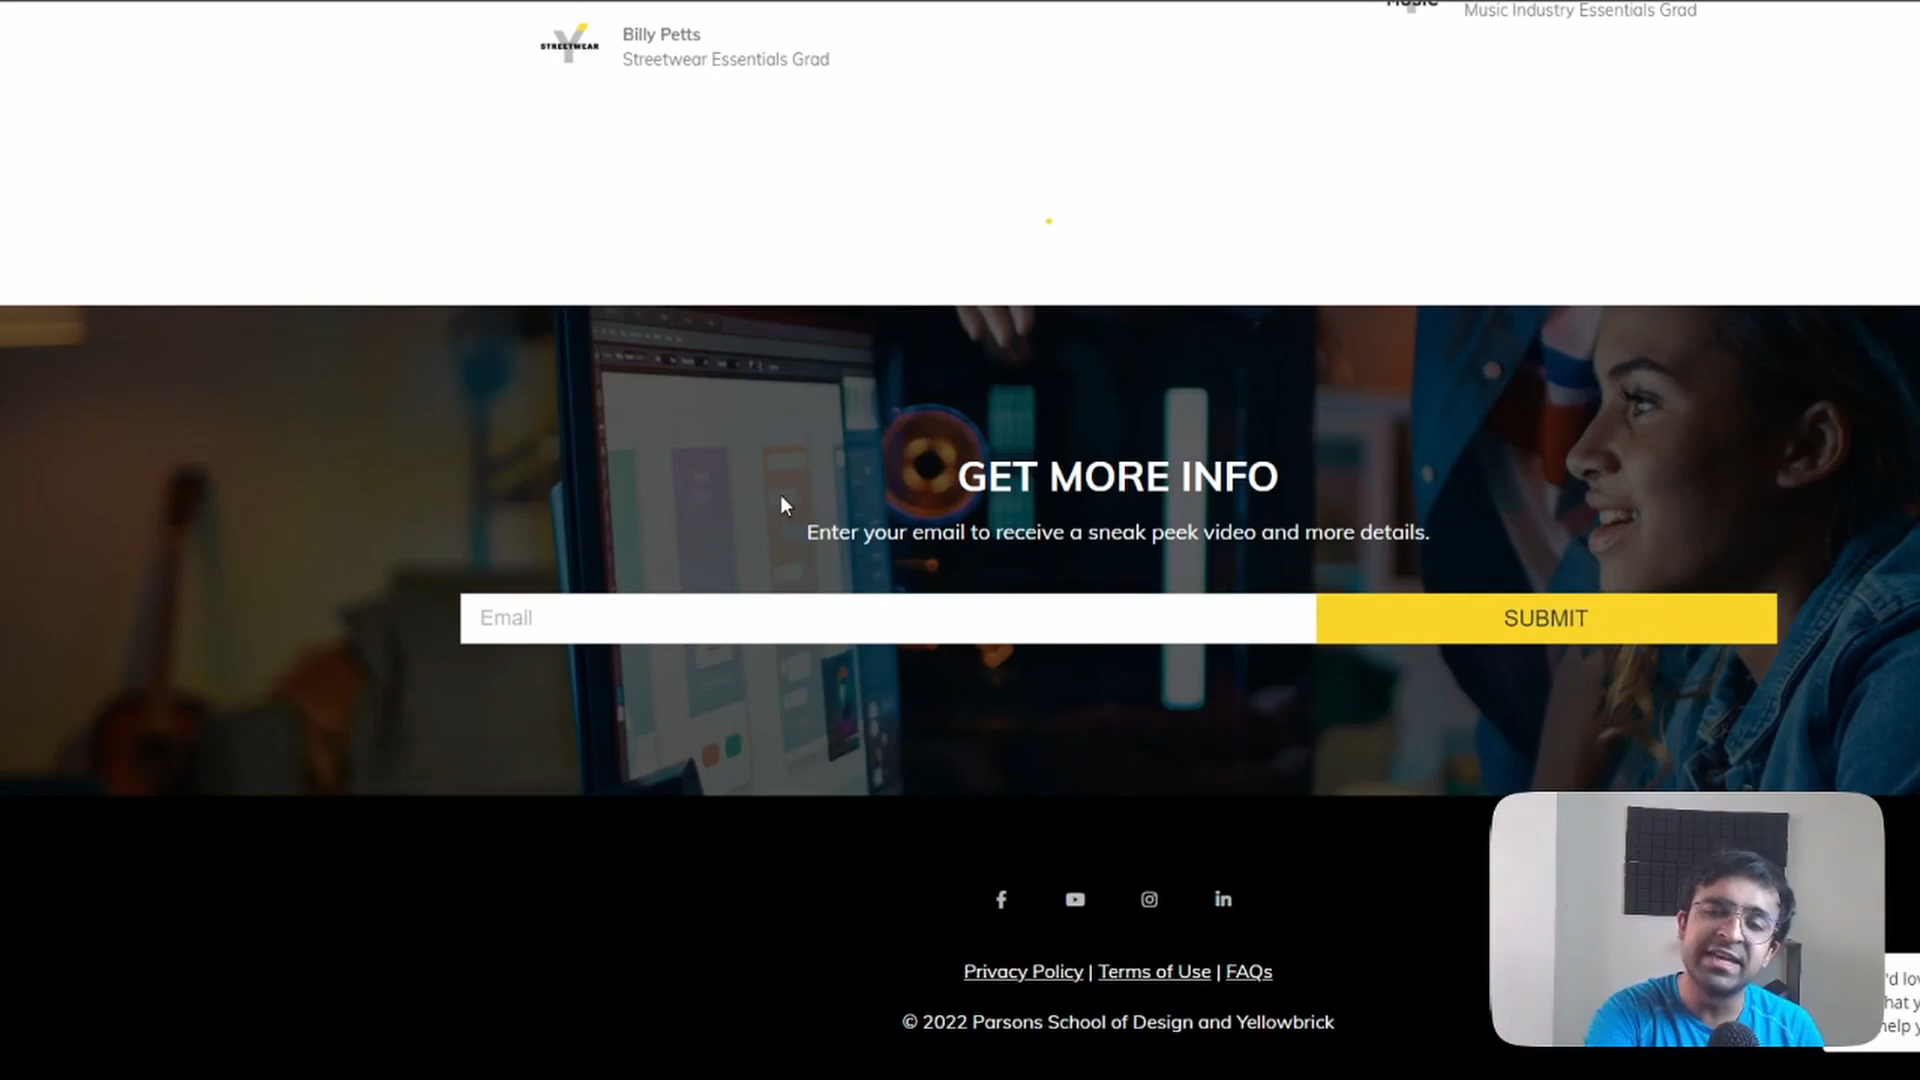 Music Industry Essentials Grad
STREETWEAR
Billy Petts
Streetwear Essentials Grad
GET MORE INFO
Enter your email to receive a sneak peek video and more details.
Email
SUBMIT
Privacy Policy | Terms of Use | FAQs
© 2022 Parsons School of Design and Yellowbrick